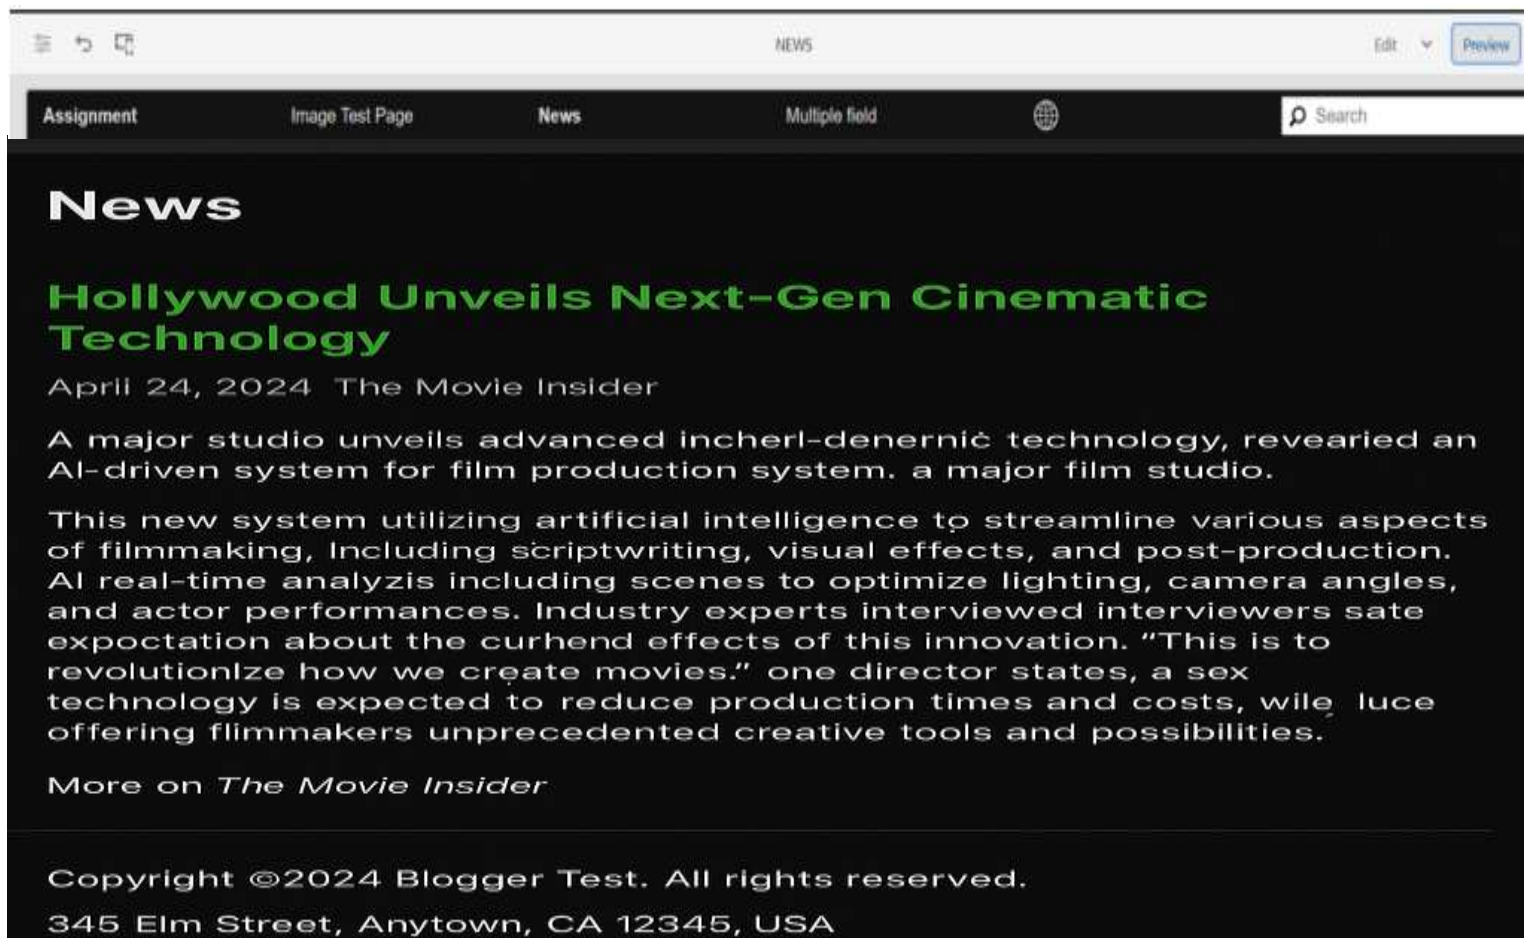 NEWS
Edit
Preview
Assignment
Image Test Page
News
Multiple field
Search
News
Hollywood Unveils Next-Gen Cinematic
Technology
April 24, 2024 The Movie Insider
A major studio unveils advanced incherl-denernic technology, revearied an
AI-driven system for film production system. a major film studio.
This new system utilizing artificial intelligence to streamline various aspects
of filmmaking, Including scriptwriting, visual effects, and post-production.
AI real-time analyzis including scenes to optimize lighting, camera angles,
and actor performances. Industry experts interviewed interviewers sate
expoctation about the curhend effects of this innovation. "This is to
revolutionIze how we create movies." one director states, a sex
technology is expected to reduce production times and costs, wile luce
offering flimmakers unprecedented creative tools and possibilities.
More on The Movie Insider
Copyright ©2024 Blogger Test. All rights reserved.
345 Elm Street, Anytown, CA 12345, USA